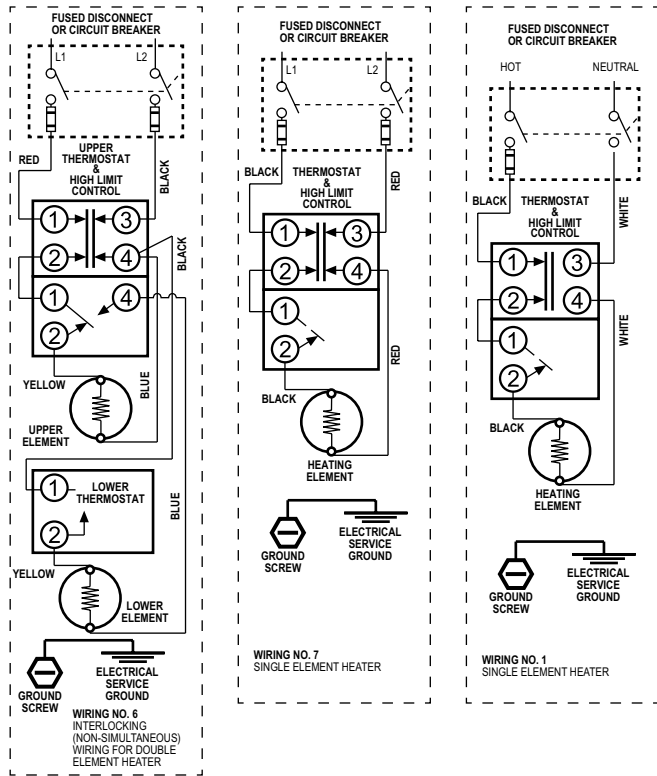 FUSED DISCONNECT
OR CIRCUIT BREAKER
L1
L2
RED
UPPER
THERMOSTAT
&
HIGH LIMIT
CONTROL
BLACK
1
3
2
4
BLACK
1
4
2
YELLOW
BLUE
UPPER
ELEMENT
1
LOWER
THERMOSTAT
2
BLUE
YELLOW
LOWER
ELEMENT
GROUND
SCREW
ELECTRICAL
SERVICE
GROUND
WIRING NO. 6
INTERLOCKING
(NON-SIMULTANEOUS)
WIRING FOR DOUBLE
ELEMENT HEATER
FUSED DISCONNECT
OR CIRCUIT BREAKER
L1
L2
BLACK
THERMOSTAT
&
HIGH LIMIT
CONTROL
RED
1
3
2
4
1
2
RED
BLACK
HEATING
ELEMENT
GROUND
SCREW
ELECTRICAL
SERVICE
GROUND
WIRING NO. 7
SINGLE ELEMENT HEATER
FUSED DISCONNECT
OR CIRCUIT BREAKER
HOT
NEUTRAL
BLACK
THERMOSTAT
&
HIGH LIMIT
CONTROL
WHITE
1
3
2
4
1
2
WHITE
BLACK
HEATING
ELEMENT
GROUND
SCREW
ELECTRICAL
SERVICE
GROUND
WIRING NO. 1
SINGLE ELEMENT HEATER